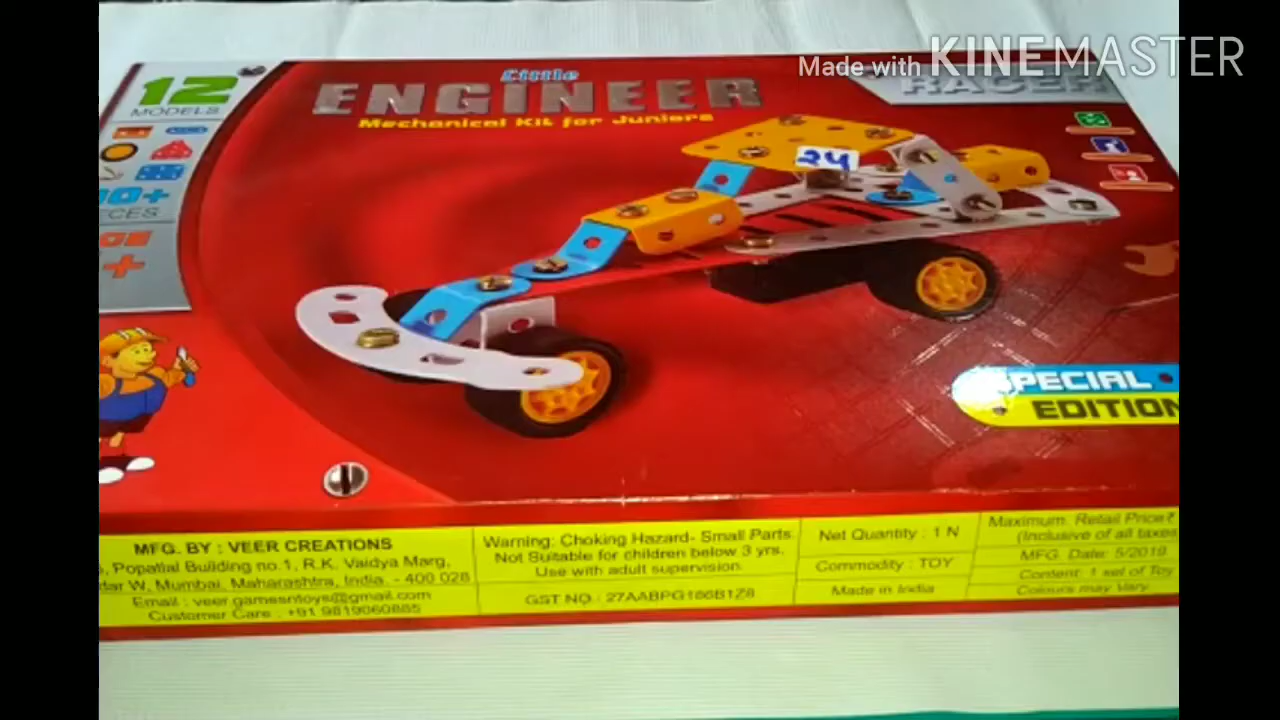 Made with KINEMASTER
12
MODELS
Little
ENGINEER
Mechanical Kit for Juniors
RACER
24
SPECIAL
EDITION
MFG. BY : VEER CREATIONS
Popatlal Building no.1, R.K. Vaidya Marg,
W, Mumbai, Maharashtra, India. - 400 028
Email : veer.gamesntoys@gmail.com
Customer Care : +91 9819060885
Warning: Choking Hazard- Small Parts.
Not Suitable for children below 3 yrs.
Use with adult supervision.
GST NO.: 27AABPG1
Net Quantity : 1 N
Commodity : TOY
Made in India
Maximum Retail Price ₹
(Inclusive of all taxes
MFG. Date: 5/2019
Content: 1 set of Toy
Colours may Vary